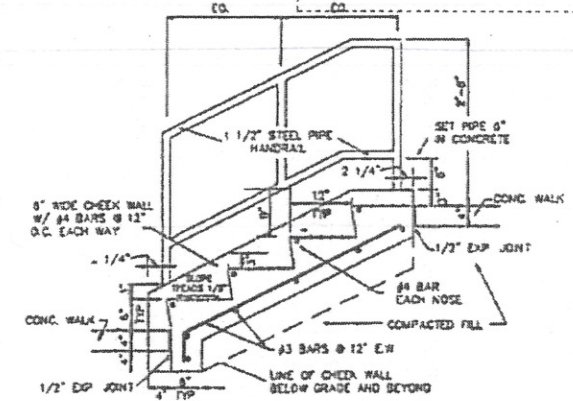 EQ. EQ.
1 1/2" STEEL PIPE
HANDRAIL
SET PIPE 6"
IN CONCRETE
2 1/4"
12"
TYP
CONC. WALK
WIDE CHEEK WALL
W/ #4 BARS @ 12"
O.C. EACH WAY
1/4"
SLOPE
TREADS
1/2" EXP JOINT
#4 BAR
EACH NOSE
CONC. WALK
COMPACTED FILL
#3 BARS @ 12" E.W
1/2" EXP JOINT
4" TYP
LINE OF CHEEK WALL
BELOW GRADE AND BEYOND